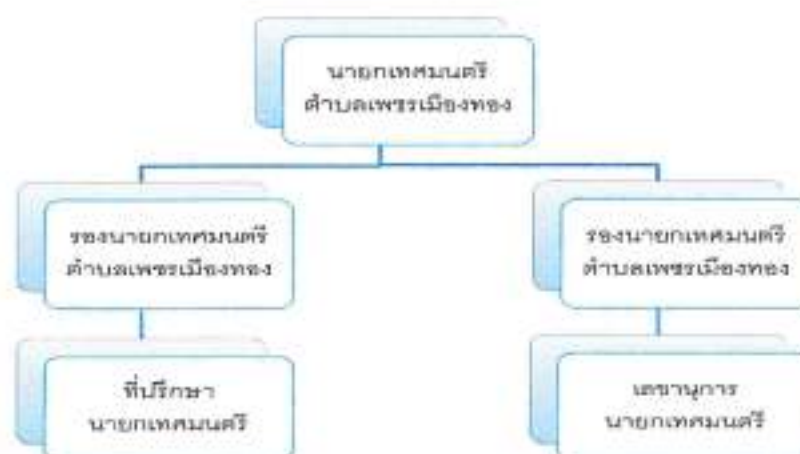 นายกเทศมนตรี
ตำบลเพชรเมืองทอง
รองนายกเทศมนตรี
ตำบลเพชรเมืองทอง
รองนายกเทศมนตรี
ตำบลเพชรเมืองทอง
ที่ปรึกษา
นายกเทศมนตรี
เลขานุการ
นายกเทศมนตรี